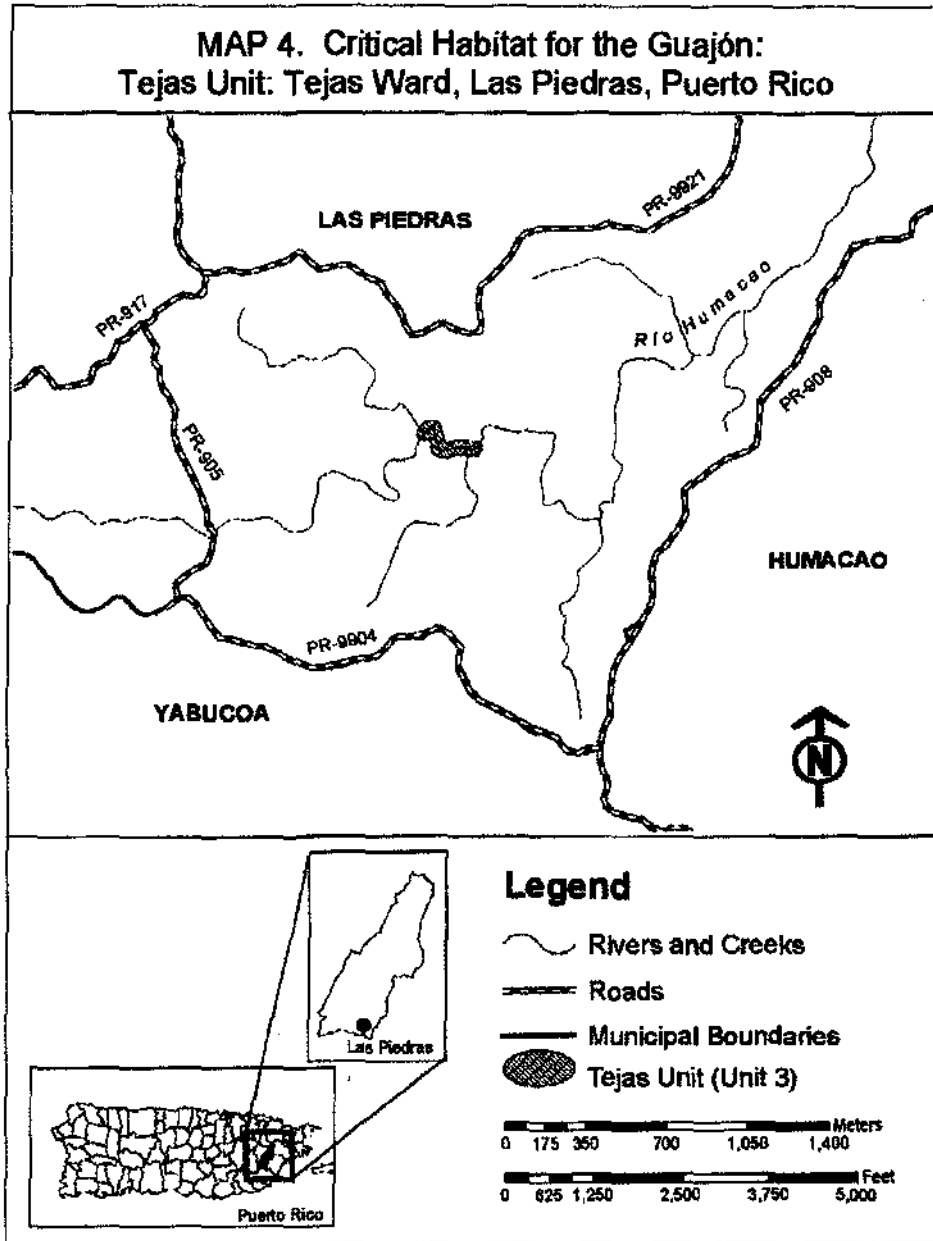 MAP 4. Critical Habitat for the Guajón:
Tejas Unit: Tejas Ward, Las Piedras, Puerto Rico
LAS PIEDRAS
PR-9921
PR-917
Río Humacao
PR-908
PR-905
HUMACAO
PR-9904
YABUCOA
N
Legend
Rivers and Creeks
Roads
Municipal Boundaries
Tejas Unit (Unit 3)
Las Piedras
Meters
0 175 350 700 1,050 1,400
Feet
0 625 1,250 2,500 3,750 5,000
Puerto Rico